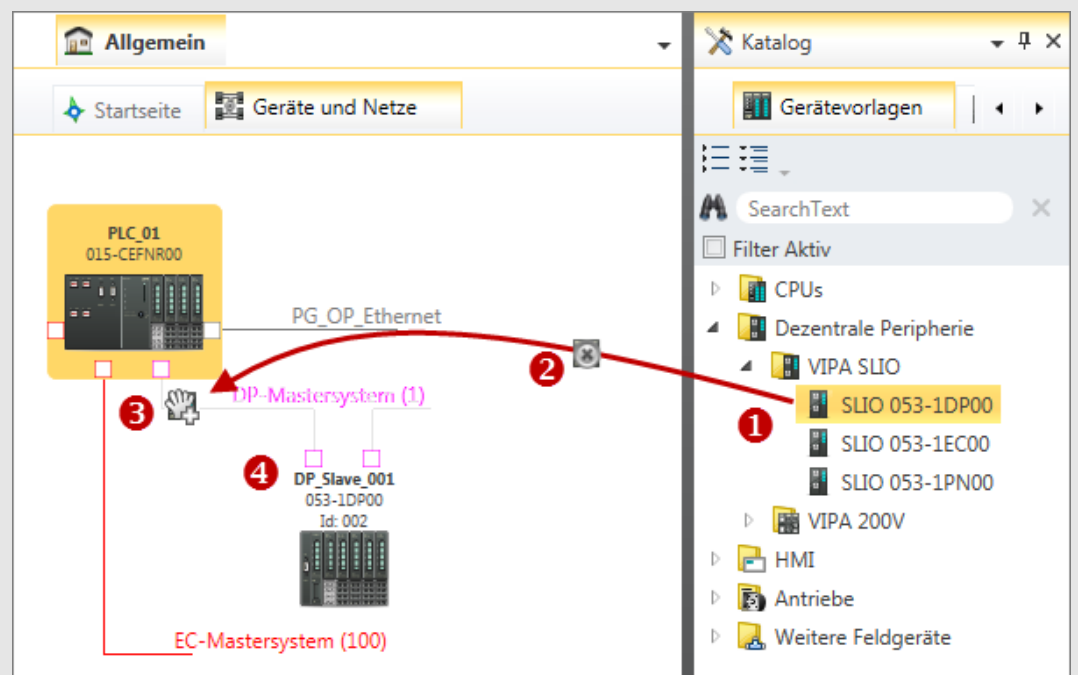 Allgemein
Startseite
Geräte und Netze
PLC_01
015-CEFNR00
PG_OP_Ethernet
2
3
DP-Mastersystem (1)
4
DP_Slave_001
053-1DP00
Id: 002
EC-Mastersystem (100)
Katalog
Gerätevorlagen
SearchText
Filter Aktiv
CPUs
Dezentrale Peripherie
VIPA SLIO
1
SLIO 053-1DP00
SLIO 053-1EC00
SLIO 053-1PN00
VIPA 200V
HMI
Antriebe
Weitere Feldgeräte